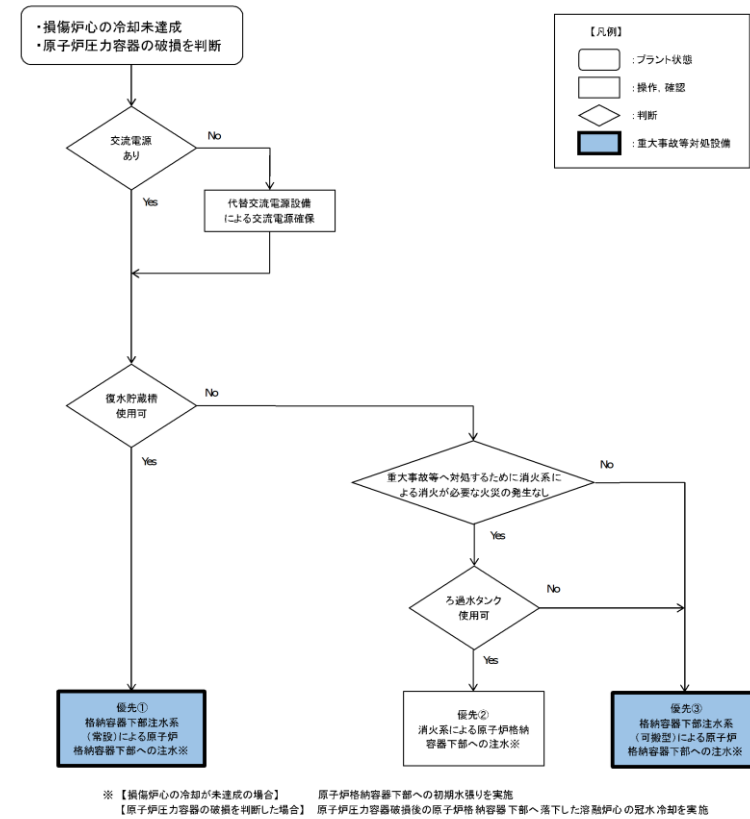 ・損傷炉心の冷却未達成
・原子炉圧力容器の破損を判断
【凡例】
：プラント状態
：操作，確認
：判断
：重大事故等対処設備
交流電源
あり
No
Yes
代替交流電源設備
による交流電源確保
復水貯蔵槽
使用可
No
Yes
重大事故等へ対処するために消火系に
よる消火が必要な火災の発生なし
No
Yes
ろ過水タンク
使用可
No
Yes
優先①
格納容器下部注水系
（常設）による原子炉
格納容器下部への注水※
優先②
消火系による原子炉格納
容器下部への注水※
優先③
格納容器下部注水系
（可搬型）による原子炉
格納容器下部への注水※
※ 【損傷炉心の冷却が未達成の場合】 原子炉格納容器下部への初期水張りを実施
【原子炉圧力容器の破損を判断した場合】 原子炉圧力容器破損後の原子炉格納容器下部へ落下した溶融炉心の冠水冷却を実施